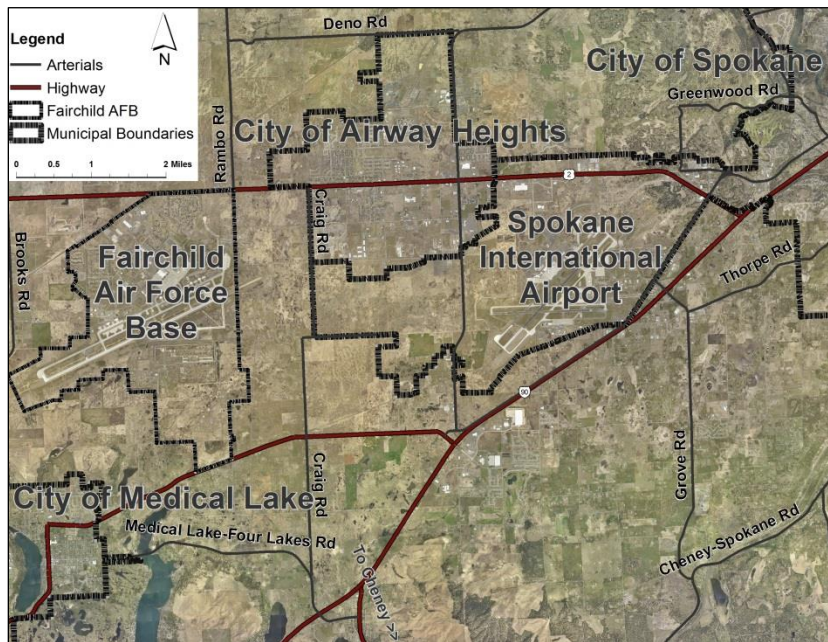 Legend
Arterials
Highway
Fairchild AFB
Municipal Boundaries
0 0.5 1 2 Miles
N
Deno Rd
City of Spokane
Greenwood Rd
Rambo Rd
City of Airway Heights
2
Craig Rd
Brooks Rd
Fairchild
Air Force
Base
Spokane
International
Airport
Thorpe Rd
90
Grove Rd
City of Medical Lake
Craig Rd
Medical Lake-Four Lakes Rd
Cheney-Spokane Rd
To Cheney >>